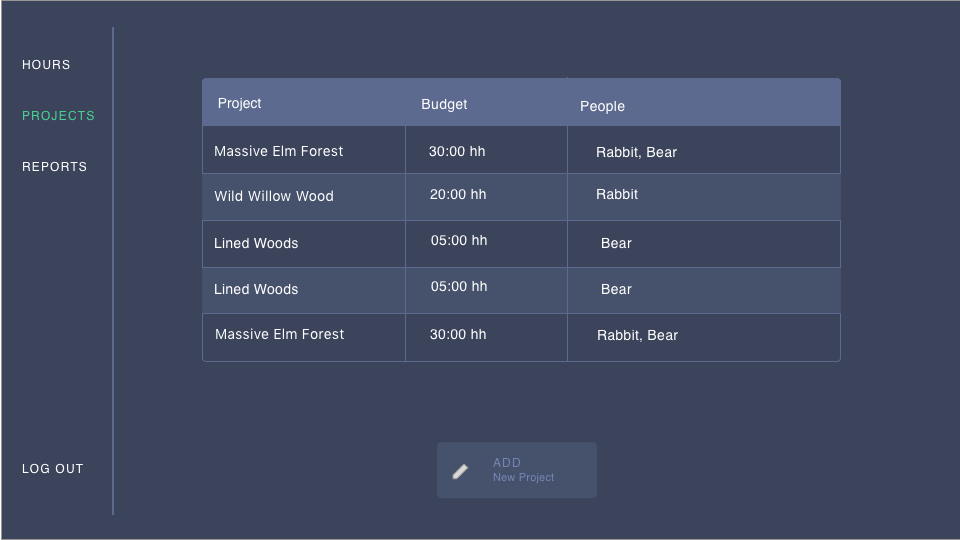 HOURS
PROJECTS
REPORTS
LOG OUT
Project Budget People
Massive Elm Forest 30:00 hh Rabbit, Bear
Wild Willow Wood 20:00 hh Rabbit
Lined Woods 05:00 hh Bear
Lined Woods 05:00 hh Bear
Massive Elm Forest 30:00 hh Rabbit, Bear
ADD
New Project